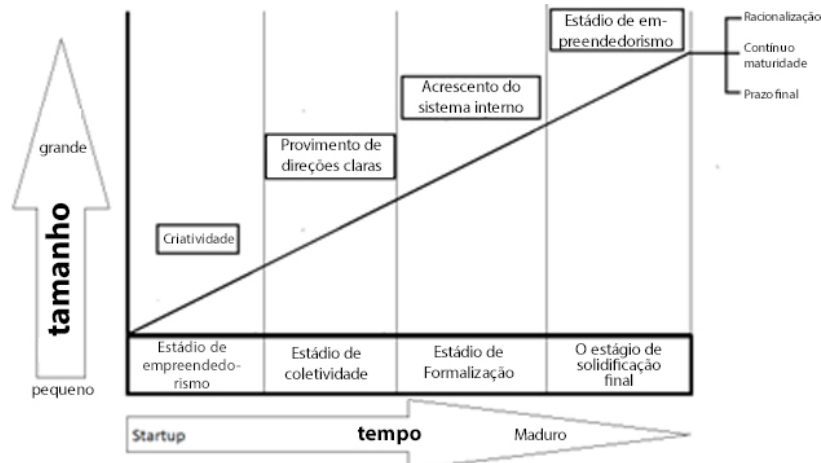 Estádio de em-
preendedorismo
Racionalização
Contínuo
maturidade
Prazo final
Acrescento do
sistema interno
Provimento de
direções claras
Criatividade
grande
tamanho
pequeno
Estádio de
empreendedo-
rismo
Estádio de
coletividade
Estádio de
Formalização
O estágio de
solidificação
final
Startup
tempo
Maduro